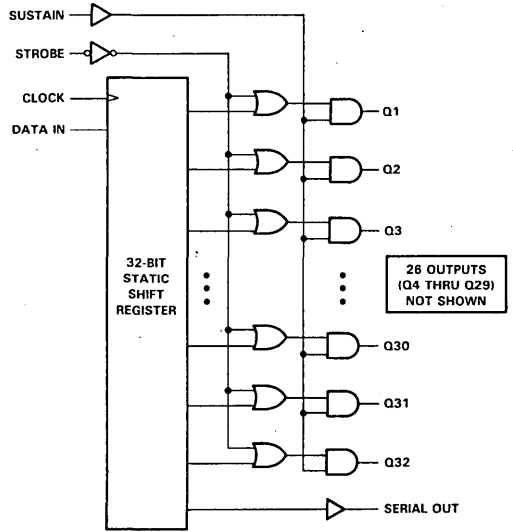 SUSTAIN
STROBE
CLOCK
DATA IN
32-BIT
STATIC
SHIFT
REGISTER
Q1
Q2
Q3
26 OUTPUTS
(Q4 THRU Q29)
NOT SHOWN
Q30
Q31
Q32
SERIAL OUT